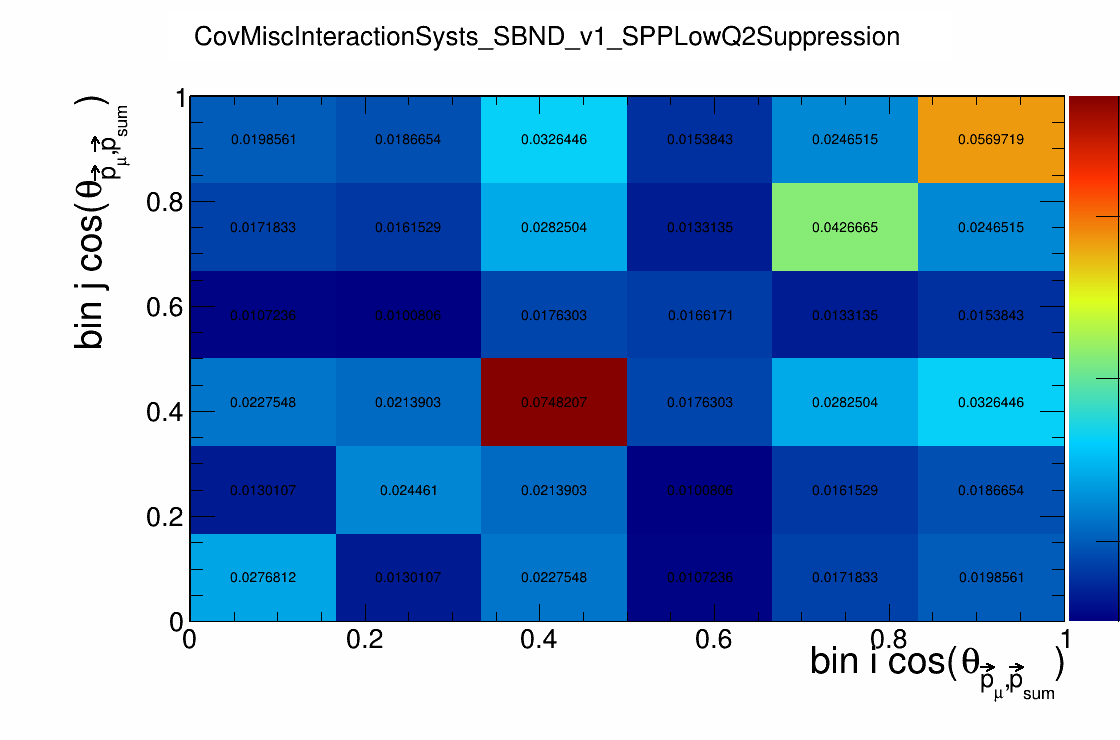 CovMiscInteractionSysts_SBND_v1_SPPLowQ2Suppression
bin j cos(θ p⃗μ,p⃗sum)
1
0.8
0.6
0.4
0.2
0
0.0198561 0.0186654 0.0326446 0.0153843 0.0246515 0.0569719
0.0171833 0.0161529 0.0282504 0.0133135 0.0426665 0.0246515
0.0107236 0.0100806 0.0176303 0.0166171 0.0133135 0.0153843
0.0227548 0.0213903 0.0748207 0.0176303 0.0282504 0.0326446
0.0130107 0.024461 0.0213903 0.0100806 0.0161529 0.0186654
0.0276812 0.0130107 0.0227548 0.0107236 0.0171833 0.0198561
0 0.2 0.4 0.6 0.8 1
bin i cos(θ p⃗μ,p⃗sum)